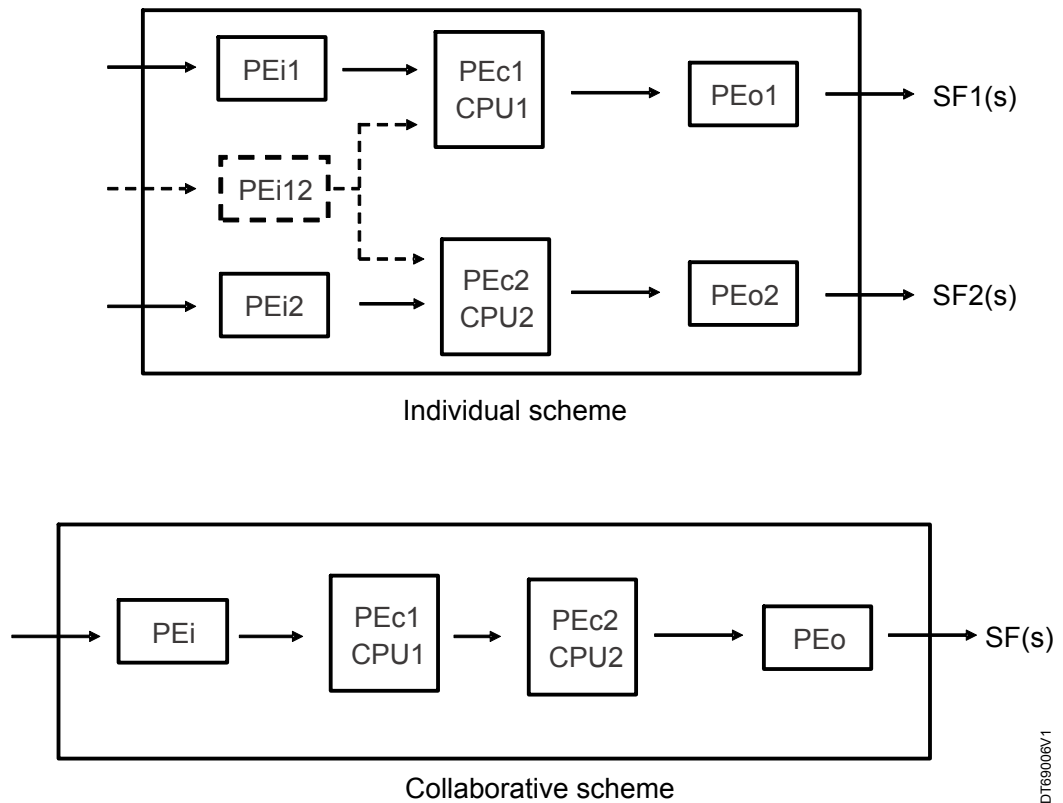 PEi1
PEc1
CPU1
PEo1
SF1(s)
PEi12
PEi2
PEc2
CPU2
PEo2
SF2(s)
Individual scheme
PEi
PEc1
CPU1
PEc2
CPU2
PEo
SF(s)
Collaborative scheme
DT69006V1